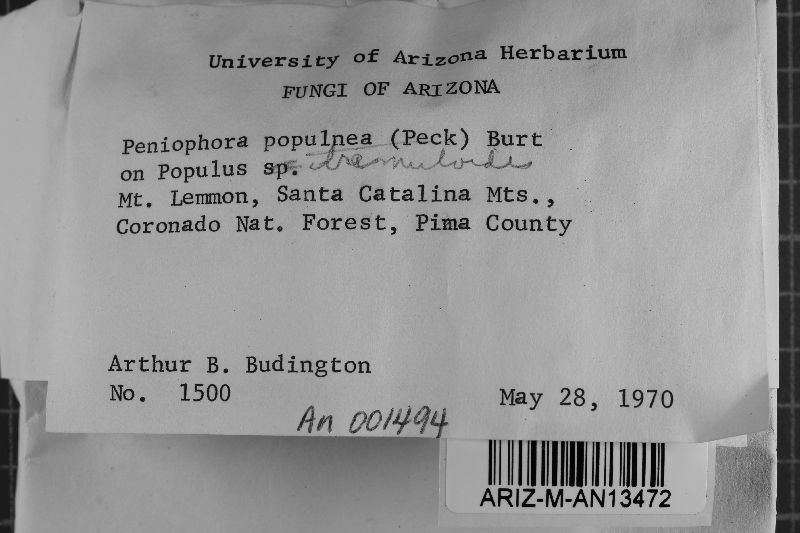 University of Arizona Herbarium
FUNGI OF ARIZONA
Peniophora populnea (Peck) Burt
on Populus sp. tremuloides
Mt. Lemmon, Santa Catalina Mts.,
Coronado Nat. Forest, Pima County
Arthur B. Budington
No. 1500
May 28, 1970
An 001494
ARIZ-M-AN13472